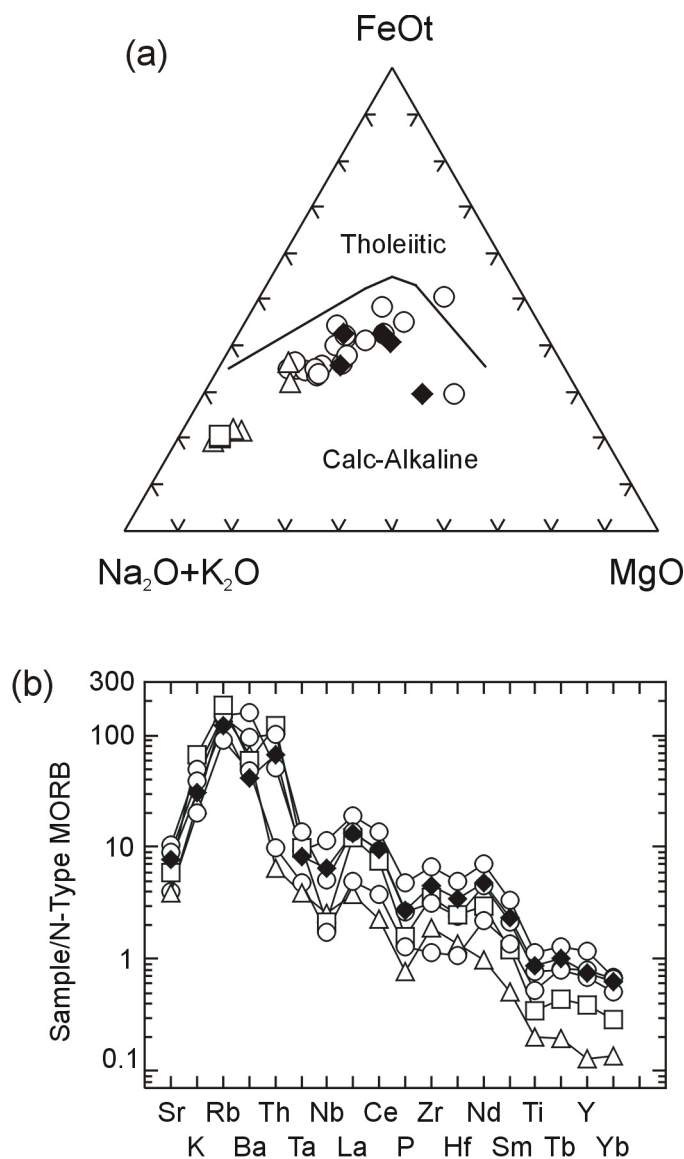 (a)
FeOt
Tholeiitic
Calc-Alkaline
Na₂O+K₂O
MgO
(b)
Sample/N-Type MORB
300
100
10
1
0.1
Sr Rb Th Nb Ce Zr Nd Ti Y
K Ba Ta La P Hf Sm Tb Yb